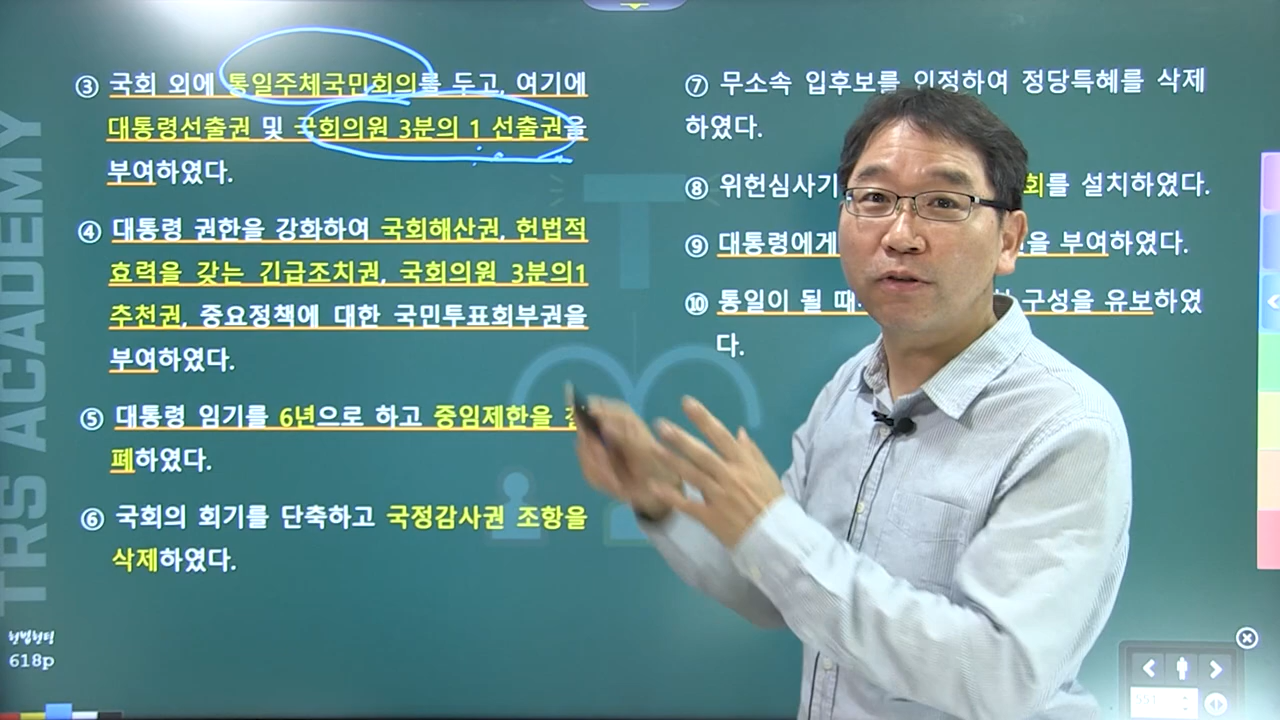 ③ 국회 외에 통일주체국민회의를 두고, 여기에
대통령선출권 및 국회의원 3분의 1 선출권을
부여하였다.
④ 대통령 권한을 강화하여 국회해산권, 헌법적
효력을 갖는 긴급조치권, 국회의원 3분의1
추천권, 중요정책에 대한 국민투표회부권을
부여하였다.
⑤ 대통령 임기를 6년으로 하고 중임제한을
폐하였다.
⑥ 국회의 회기를 단축하고 국정감사권 조항을
삭제하였다.
⑦ 무소속 입후보를 인정하여 정당특혜를 삭제
하였다.
⑧ 위헌심사기 회를 설치하였다.
⑨ 대통령에게 을 부여하였다.
⑩ 통일이 될 때 구성을 유보하였
다.
TRS ACADEMY
618p
551